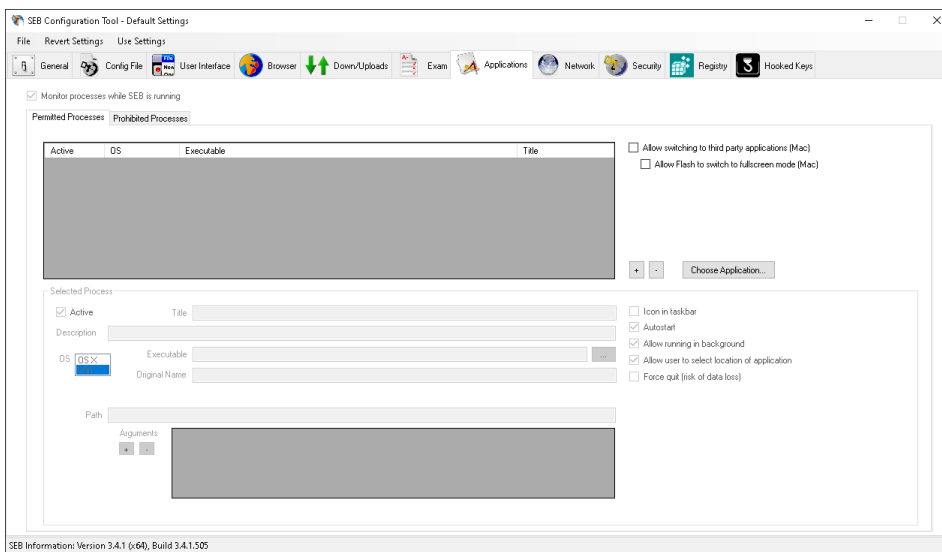 SEB Configuration Tool - Default Settings
File Revert Settings Use Settings
General Config File User Interface Browser Down/Uploads Exam Applications Network Security Registry Hooked Keys
Monitor processes while SEB is running
Permitted Processes Prohibited Processes
Active OS Executable Title
Allow switching to third party applications (Mac)
Allow Flash to switch to fullscreen mode (Mac)
+ - Choose Application...
Selected Process
Active Title Icon in taskbar
Description Autostart
Allow running in background
OS OS X Executable ... Allow user to select location of application
Original Name Force quit (risk of data loss)
Path
Arguments
+ -
SEB Information: Version 3.4.1 (x64), Build 3.4.1.505